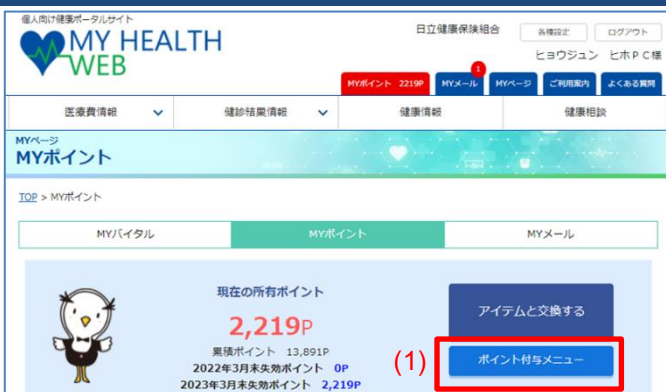 個人向け健康ポータルサイト
MY HEALTH WEB
日立健康保険組合
各種設定
ログアウト
ヒョウジュン ヒホPC様
MYポイント 2219P
1
MYメール
MYページ
ご利用案内
よくある質問
医療費情報
健診結果情報
健康情報
健康相談
MYページ
MYポイント
TOP > MYポイント
MYバイタル
MYポイント
MYメール
現在の所有ポイント
2,219P
累積ポイント 13,891P
2022年3月末失効ポイント 0P
2023年3月末失効ポイント 2,219P
アイテムと交換する
(1)
ポイント付与メニュー